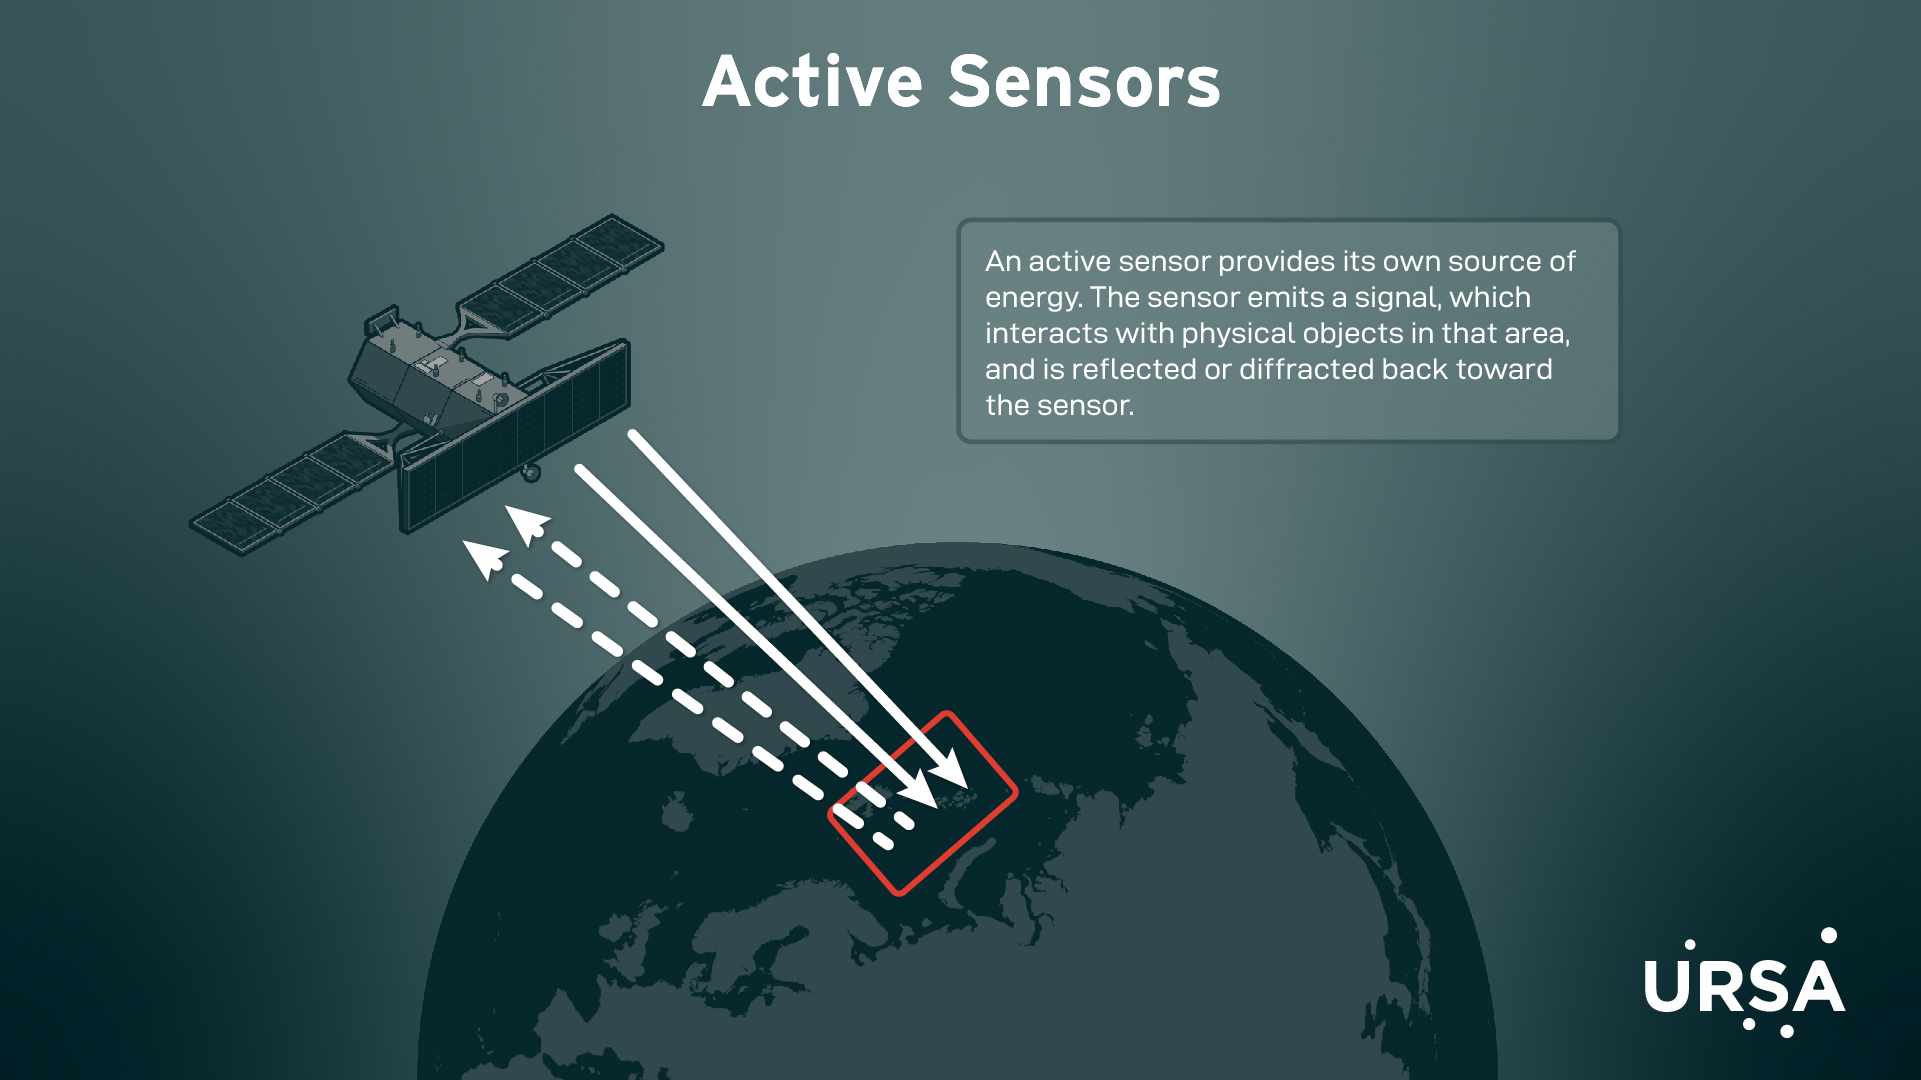 Active Sensors
An active sensor provides its own source of
energy. The sensor emits a signal, which
interacts with physical objects in that area,
and is reflected or diffracted back toward
the sensor.
URSA